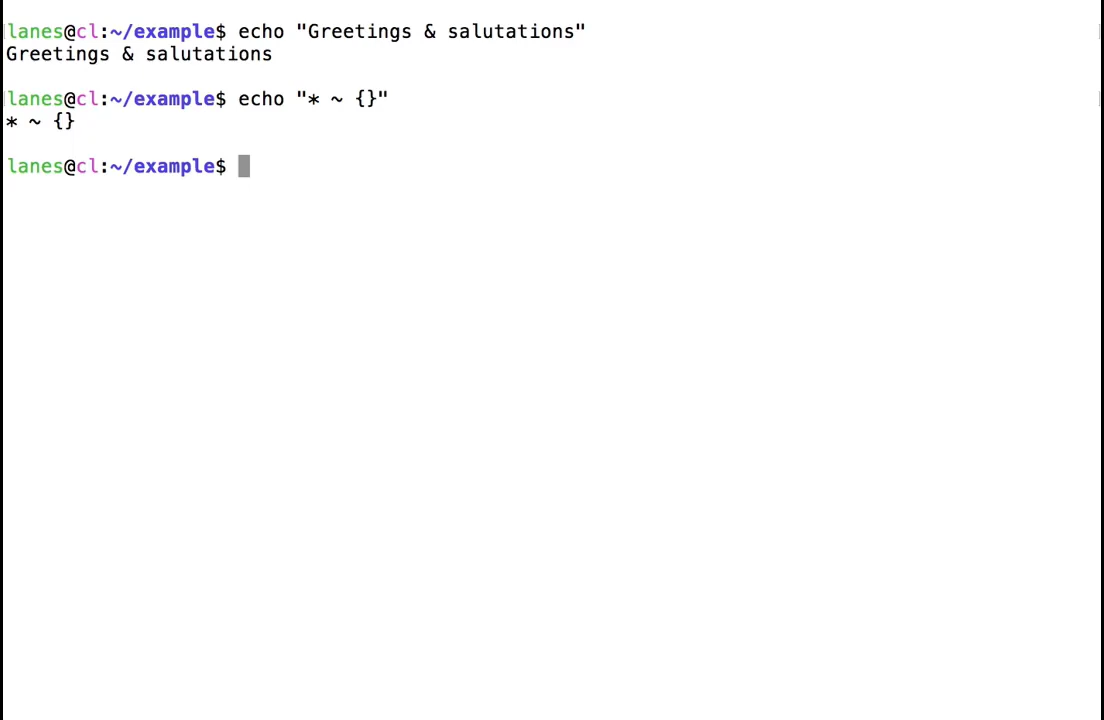 lanes@cl:~/example$ echo "Greetings & salutations"
Greetings & salutations
lanes@cl:~/example$ echo "* ~ {}"
* ~ {}
lanes@cl:~/example$